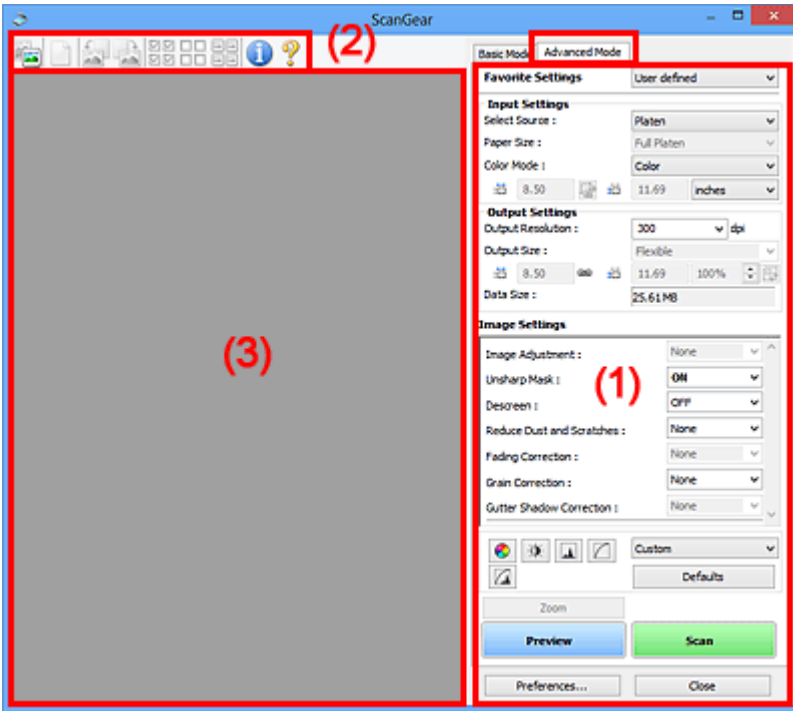 ScanGear
(2)
Basic Mode Advanced Mode
Favorite Settings User defined
Input Settings
Select Source : Platen
Paper Size : Full Platen
Color Mode : Color
8.50 11.69 inches
Output Settings
Output Resolution : 300 dpi
Output Size : Flexible
8.50 11.69 100%
Data Size : 25.61 MB
Image Settings
(3)
Image Adjustment : None
(1)
Unsharp Mask : ON
Descreen : OFF
Reduce Dust and Scratches : None
Fading Correction : None
Grain Correction : None
Gutter Shadow Correction : None
Custom
Defaults
Zoom
Preview Scan
Preferences... Close